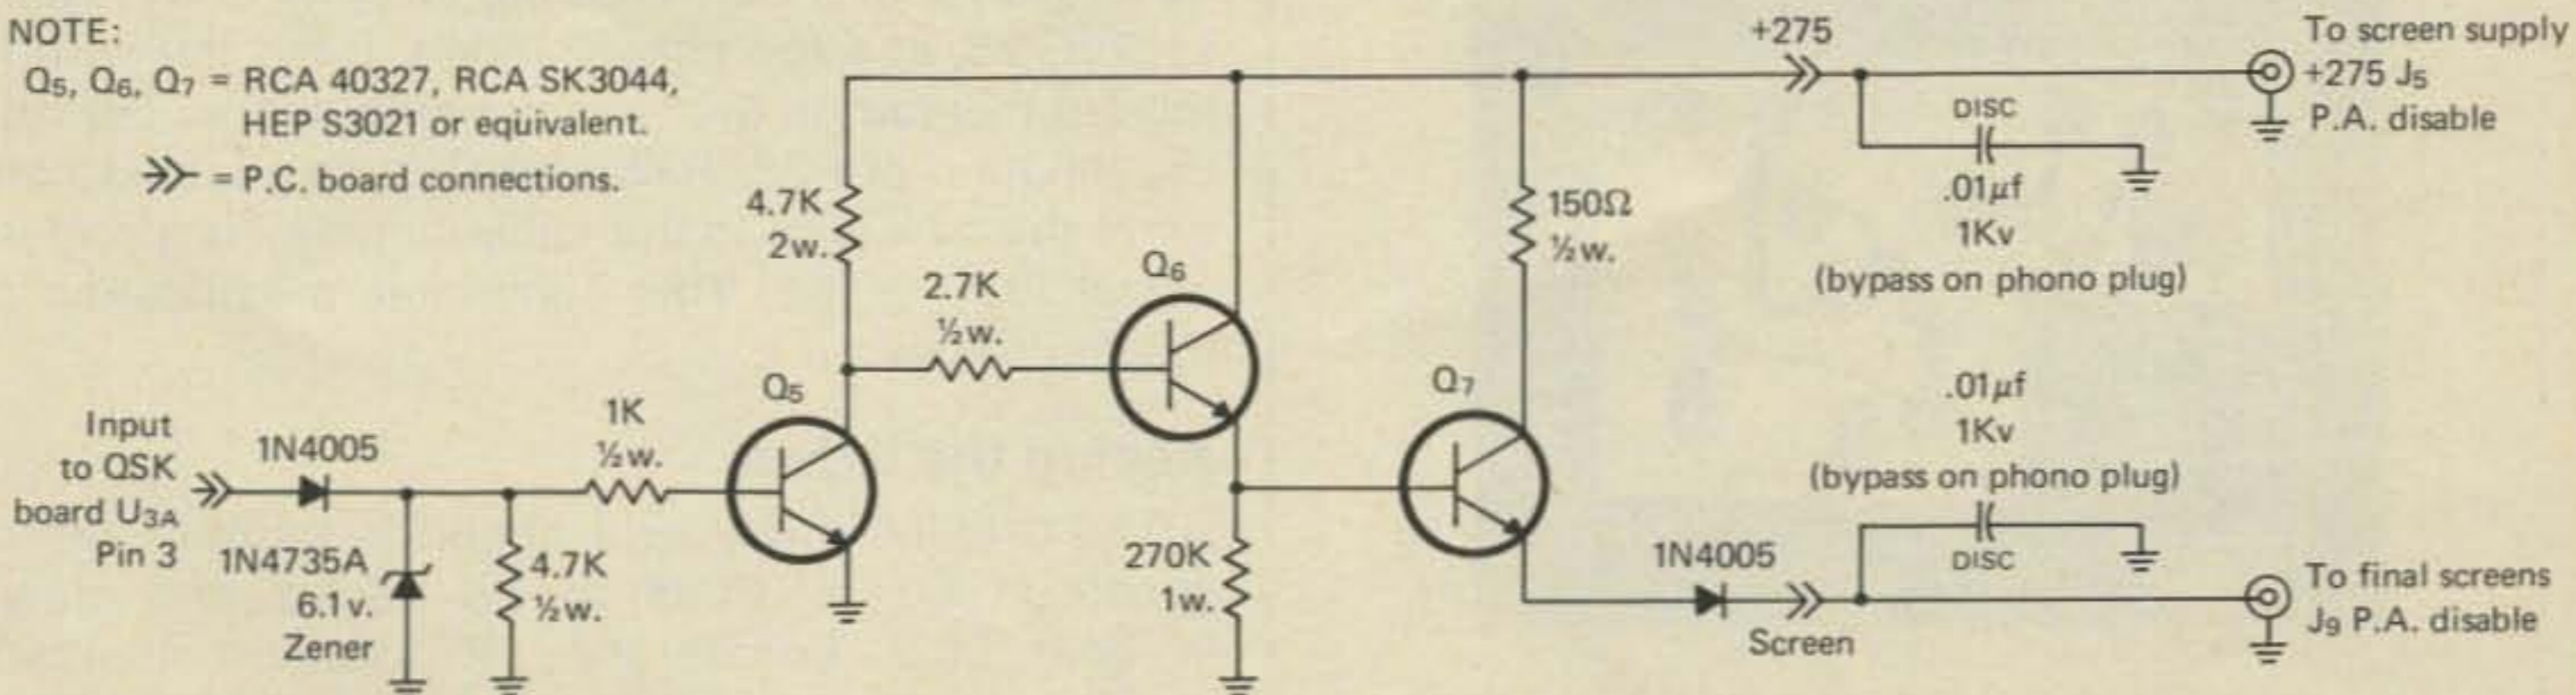 NOTE:
Q5, Q6, Q7 = RCA 40327, RCA SK3044,
HEP S3021 or equivalent.
= P.C. board connections.
+275
To screen supply
+275 J5
P.A. disable
DISC
.01µf
1Kv
(bypass on phono plug)
4.7K
2w.
150Ω
½w.
2.7K
½w.
Q6
Q5
Q7
Input
to QSK
board U3A
Pin 3
1N4005
1K
½w.
1N4735A
6.1v.
Zener
4.7K
½w.
270K
1w.
.01µf
1Kv
(bypass on phono plug)
DISC
1N4005
Screen
To final screens
J9 P.A. disable